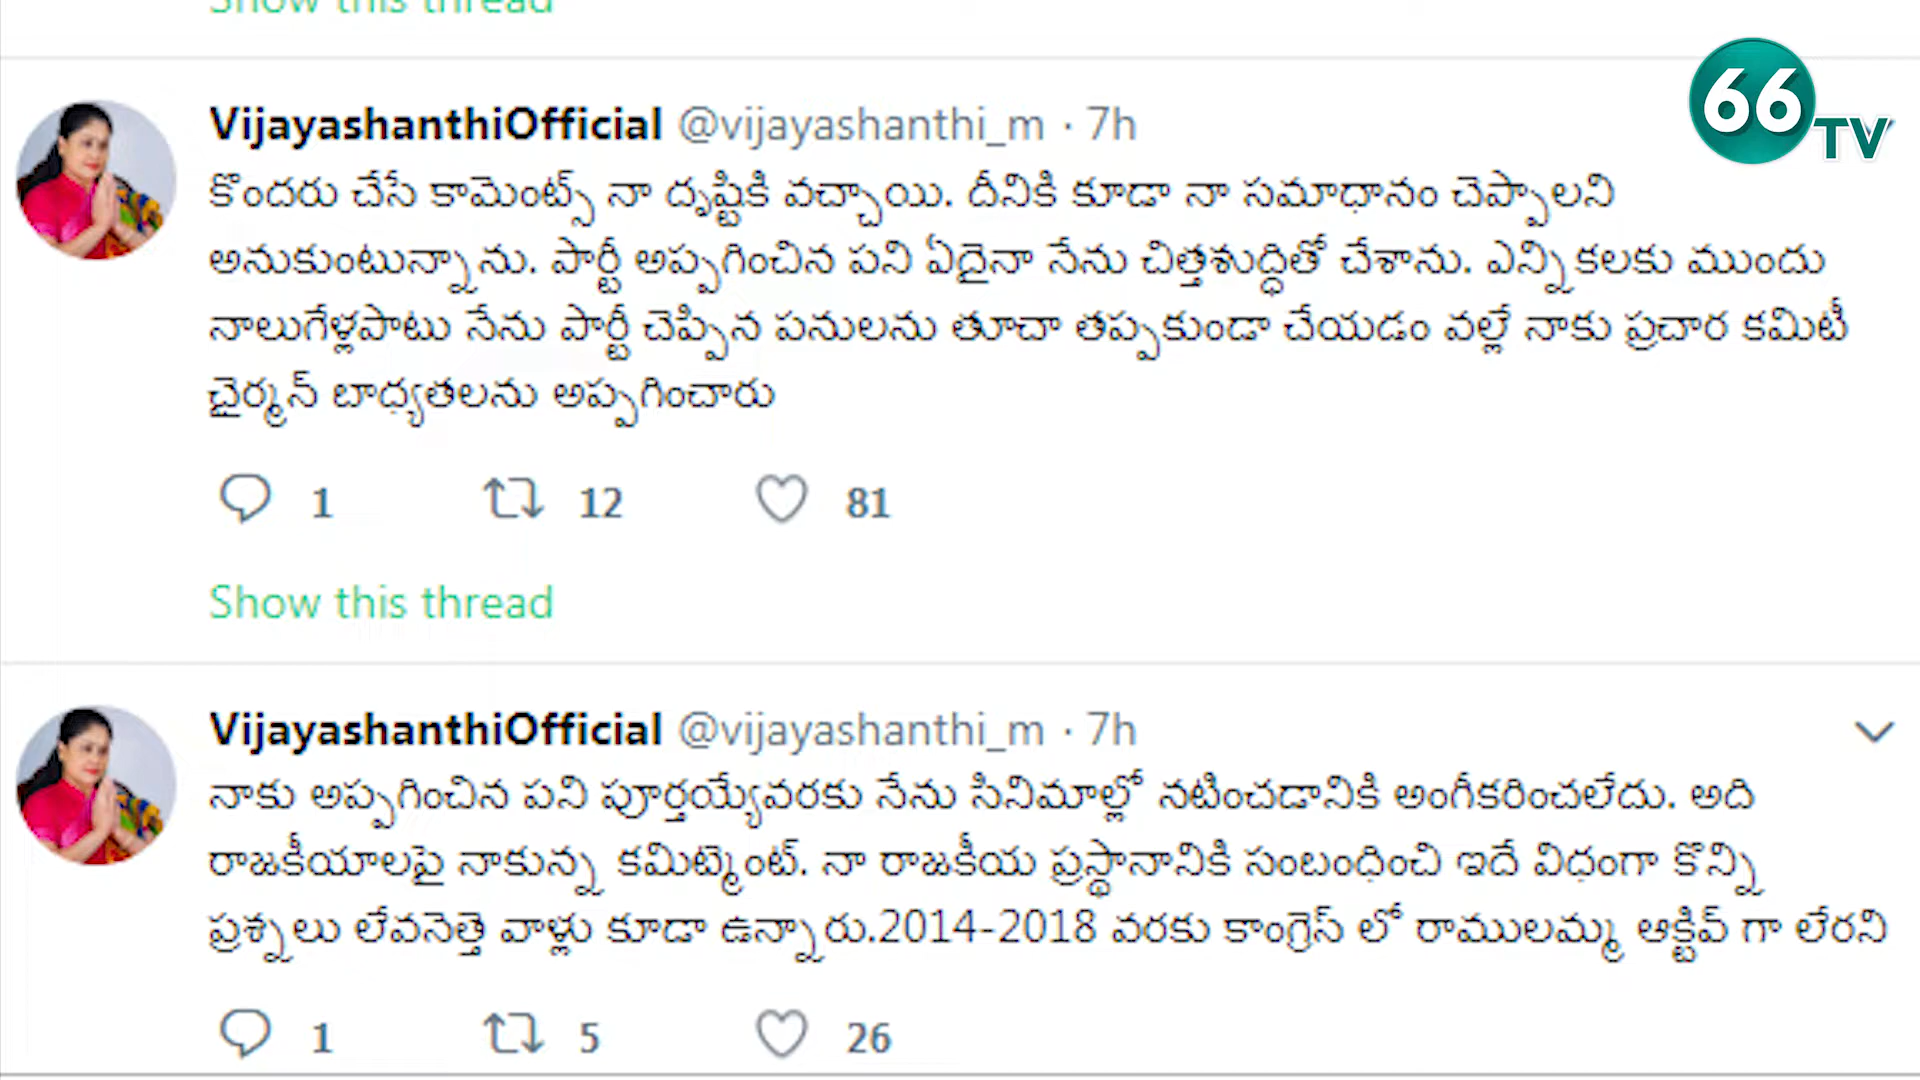 Show this thread
66 TV
VijayashanthiOfficial @vijayashanthi_m · 7h
కొందరు చేసే కామెంట్స్ నా దృష్టికి వచ్చాయి. దీనికి కూడా నా సమాధానం చెప్పాలని
అనుకుంటున్నాను. పార్టీ అప్పగించిన పని ఏదైనా నేను చిత్తశుద్ధితో చేశాను. ఎన్నికలకు ముందు
నాలుగేళ్లపాటు నేను పార్టీ చెప్పిన పనులను తూచా తప్పకుండా చేయడం వల్లే నాకు ప్రచార కమిటీ
చైర్మన్ బాధ్యతలను అప్పగించారు
1 12 81
Show this thread
VijayashanthiOfficial @vijayashanthi_m · 7h
నాకు అప్పగించిన పని పూర్తయ్యేవరకు నేను సినిమాల్లో నటించడానికి అంగీకరించలేదు. అది
రాజకీయాలపై నాకున్న కమిట్మెంట్. నా రాజకీయ ప్రస్థానానికి సంబంధించి ఇదే విధంగా కొన్ని
ప్రశ్నలు లేవనెత్తె వాళ్లు కూడా ఉన్నారు.2014-2018 వరకు కాంగ్రెస్ లో రాములమ్మ ఆక్టివ్ గా లేరని
1 5 26